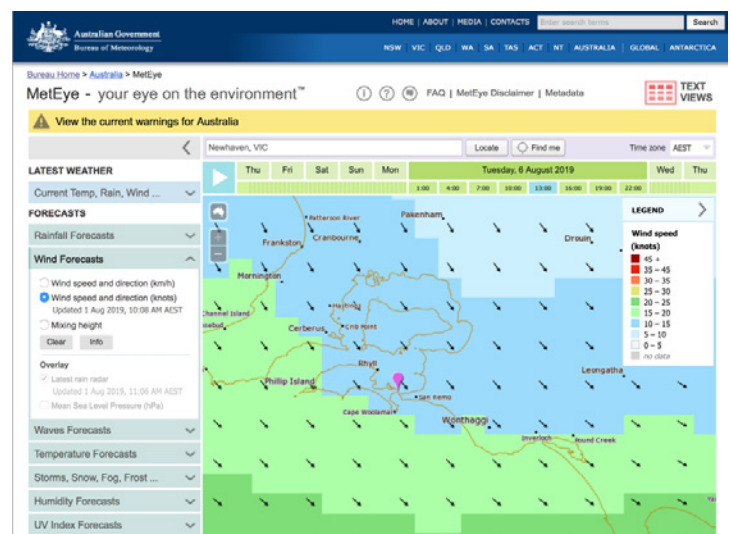 HOME | ABOUT | MEDIA | CONTACTS Enter search terms Search
Australian Government
Bureau of Meteorology
NSW VIC QLD WA SA TAS ACT NT AUSTRALIA GLOBAL ANTARCTICA
Bureau Home > Australia > MetEye
MetEye - your eye on the environment™
FAQ | MetEye Disclaimer | Metadata
TEXT VIEWS
View the current warnings for Australia
Newhaven, VIC Locate Find me Time zone AEST
LATEST WEATHER
Current Temp, Rain, Wind ...
FORECASTS
Rainfall Forecasts
Wind Forecasts
Wind speed and direction (km/h)
Wind speed and direction (knots)
Updated 1 Aug 2019, 10:08 AM AEST
Mixing height
Clear Info
Overlay
Latest rain radar
Updated 1 Aug 2019, 11:06 AM AEST
Mean Sea Level Pressure (hPa)
Waves Forecasts
Temperature Forecasts
Storms, Snow, Fog, Frost ...
Humidity Forecasts
UV Index Forecasts
Thu Fri Sat Sun Mon Tuesday, 6 August 2019 Wed Thu
1:00 4:00 7:00 10:00 13:00 16:00 19:00 22:00
Patterson River
Pakenham
Frankston
Cranbourne
Drouin
Mornington
Channel Island
Hastings
Cerberus
Crib Point
Rhyll
Leongatha
Phillip Island
San Remo
Cape Woolamai
Wonthaggi
Inverloch
Pound Creek
LEGEND
Wind speed
(knots)
45 +
35 - 45
30 - 35
25 - 30
20 - 25
15 - 20
10 - 15
5 - 10
0 - 5
no data